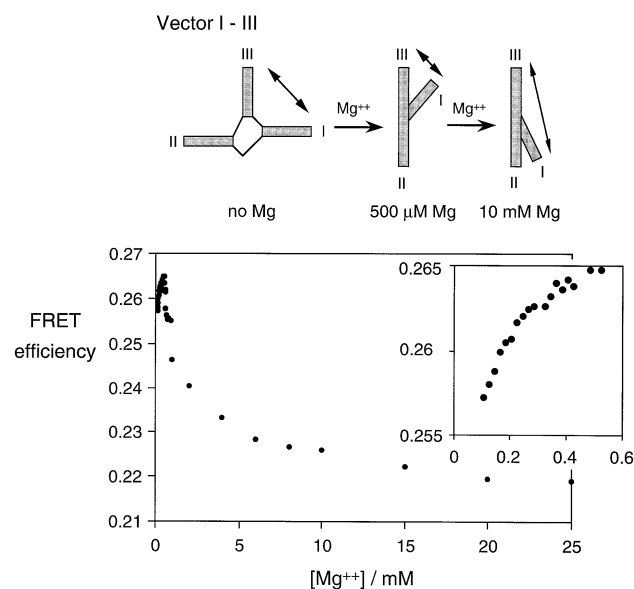 Vector I - III
III
III
III
I
Mg++
I
Mg++
II
II
II
I
no Mg
500 µM Mg
10 mM Mg
0.27
0.26
0.25
0.24
0.23
0.22
0.21
FRET
efficiency
0.265
0.26
0.255
0
0.2
0.4
0.6
0
5
10
15
20
25
[Mg++] / mM